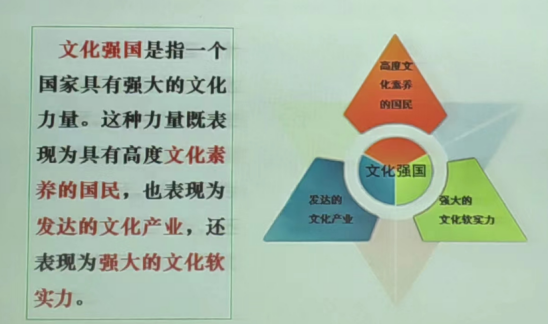 文化强国是指一个
国家具有强大的文化
力量。这种力量既表
现为具有高度文化素
养的国民，也表现为
发达的文化产业，还
表现为强大的文化软
实力。
高度文
化素养
的国民
文化强国
发达的
文化产业
强大的
文化软实力